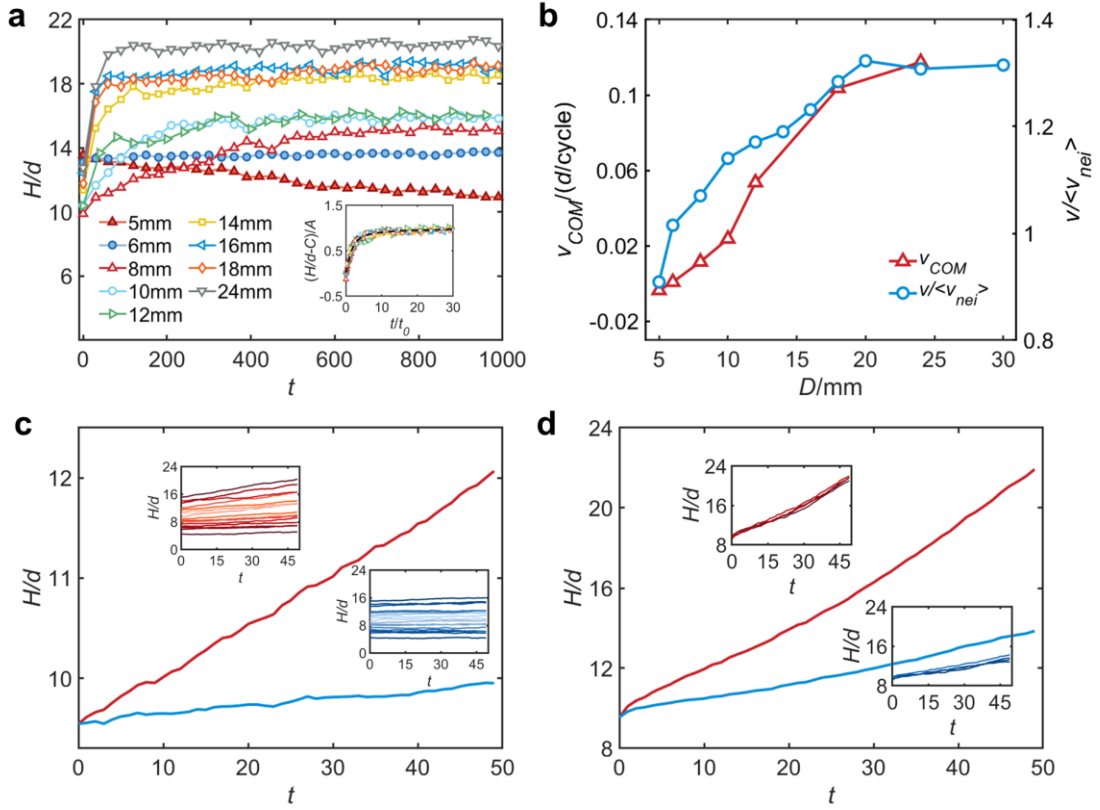 a
22
18
14
10
6
H/d
0
200
400
600
800
1000
t
5mm
6mm
8mm
10mm
12mm
14mm
16mm
18mm
24mm
(H/d-C)/A
1.5
0.5
-0.5
0
10
20
30
t/t0
b
0.14
0.1
0.06
0.02
-0.02
vCOM/(d/cycle)
1.4
1.2
1
0.8
v/<vnei>
5
10
15
20
25
30
D/mm
vCOM
v/<vnei>
c
12
11
10
H/d
0
10
20
30
40
50
t
24
16
8
0
H/d
0
15
30
45
t
24
16
8
0
H/d
0
15
30
45
t
d
24
20
16
12
8
H/d
0
10
20
30
40
50
t
24
16
8
H/d
0
15
30
45
t
24
16
8
H/d
0
15
30
45
t